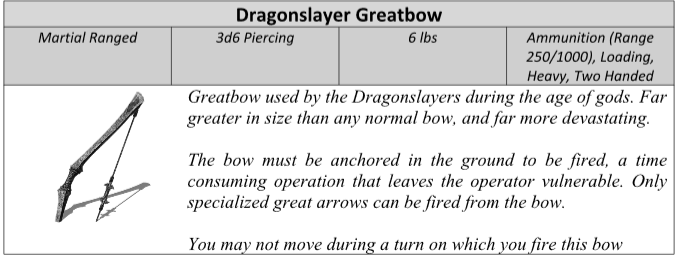 Dragonslayer Greatbow
Martial Ranged
3d6 Piercing
6 lbs
Ammunition (Range
250/1000), Loading,
Heavy, Two Handed
Greatbow used by the Dragonslayers during the age of gods. Far
greater in size than any normal bow, and far more devastating.
The bow must be anchored in the ground to be fired, a time
consuming operation that leaves the operator vulnerable. Only
specialized great arrows can be fired from the bow.
You may not move during a turn on which you fire this bow